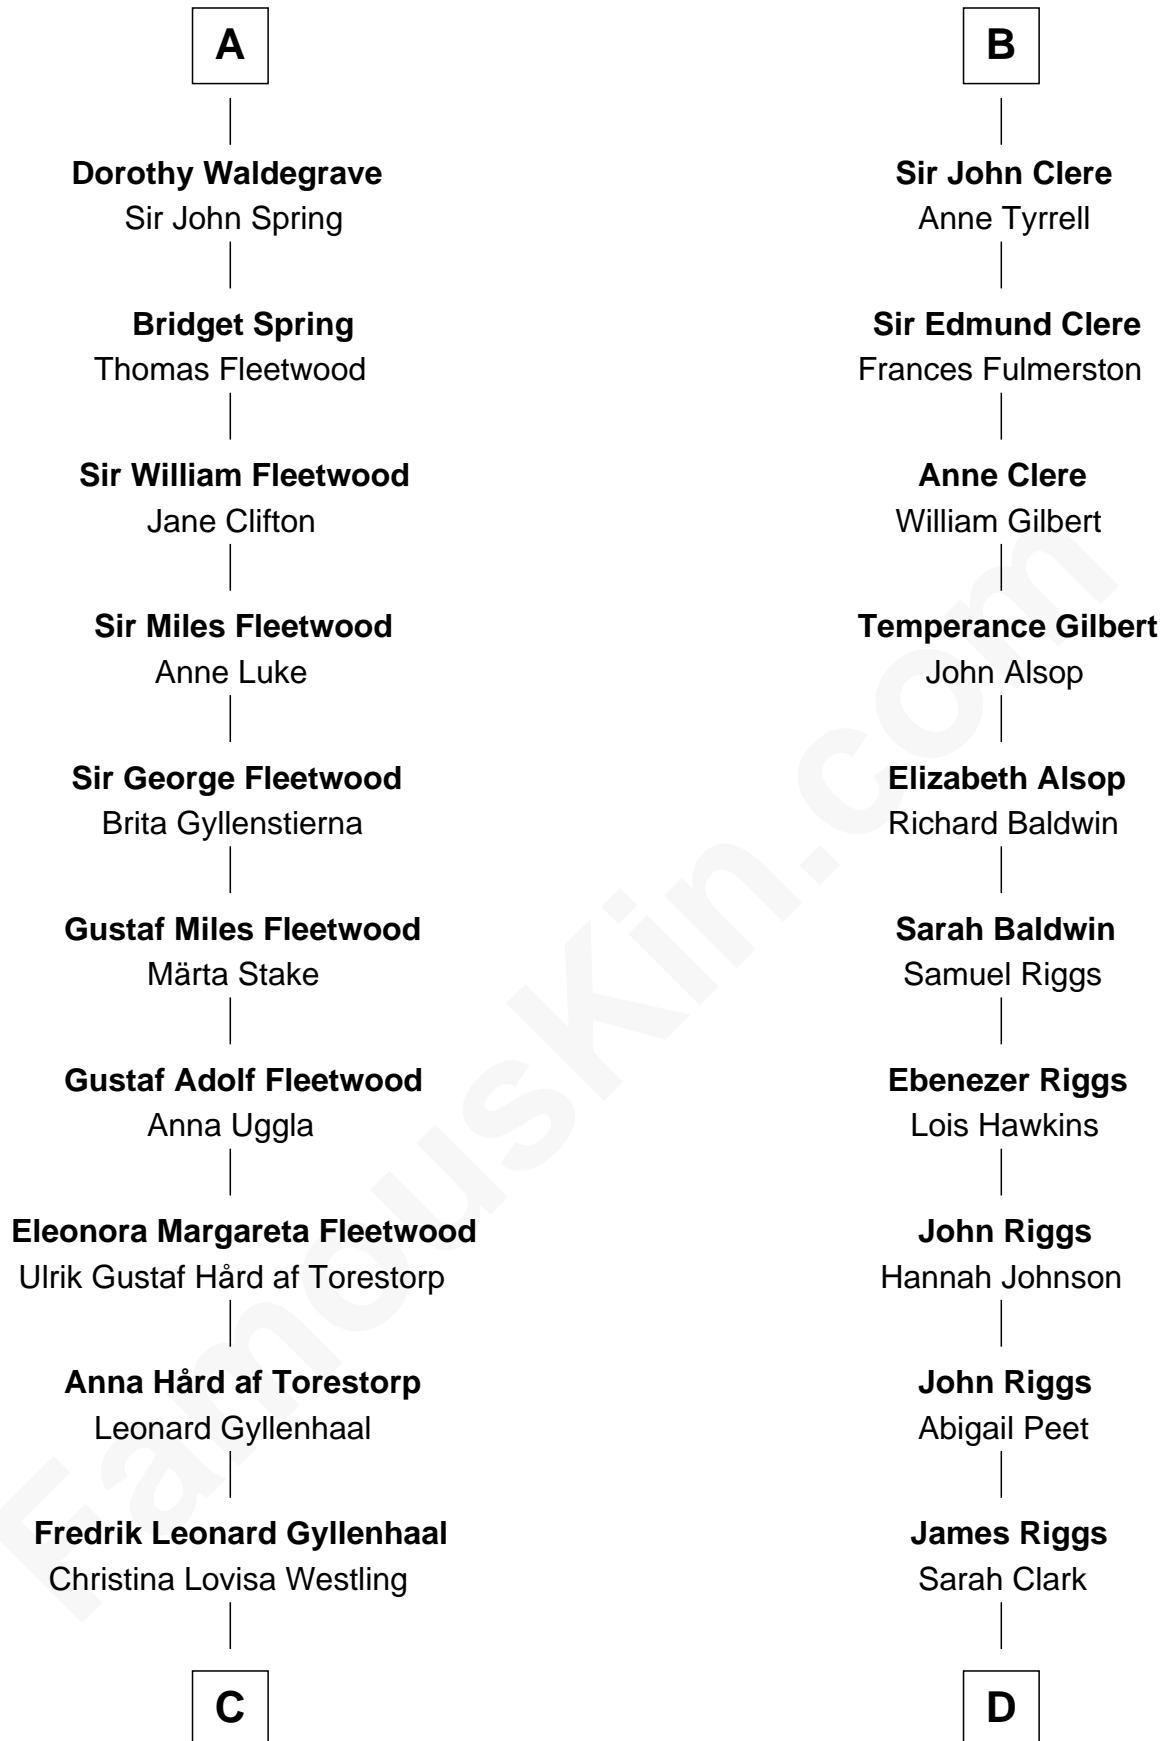 A
Dorothy Waldegrave
Sir John Spring
Bridget Spring
Thomas Fleetwood
Sir William Fleetwood
Jane Clifton
Sir Miles Fleetwood
Anne Luke
Sir George Fleetwood
Brita Gyllenstierna
Gustaf Miles Fleetwood
Märta Stake
Gustaf Adolf Fleetwood
Anna Uggla
Eleonora Margareta Fleetwood
Ulrik Gustaf Hård af Torestorp
Anna Hård af Torestorp
Leonard Gyllenhaal
Fredrik Leonard Gyllenhaal
Christina Lovisa Westling
C
B
Sir John Clere
Anne Tyrrell
Sir Edmund Clere
Frances Fulmerston
Anne Clere
William Gilbert
Temperance Gilbert
John Alsop
Elizabeth Alsop
Richard Baldwin
Sarah Baldwin
Samuel Riggs
Ebenezer Riggs
Lois Hawkins
John Riggs
Hannah Johnson
John Riggs
Abigail Peet
James Riggs
Sarah Clark
D
FamousKin.com